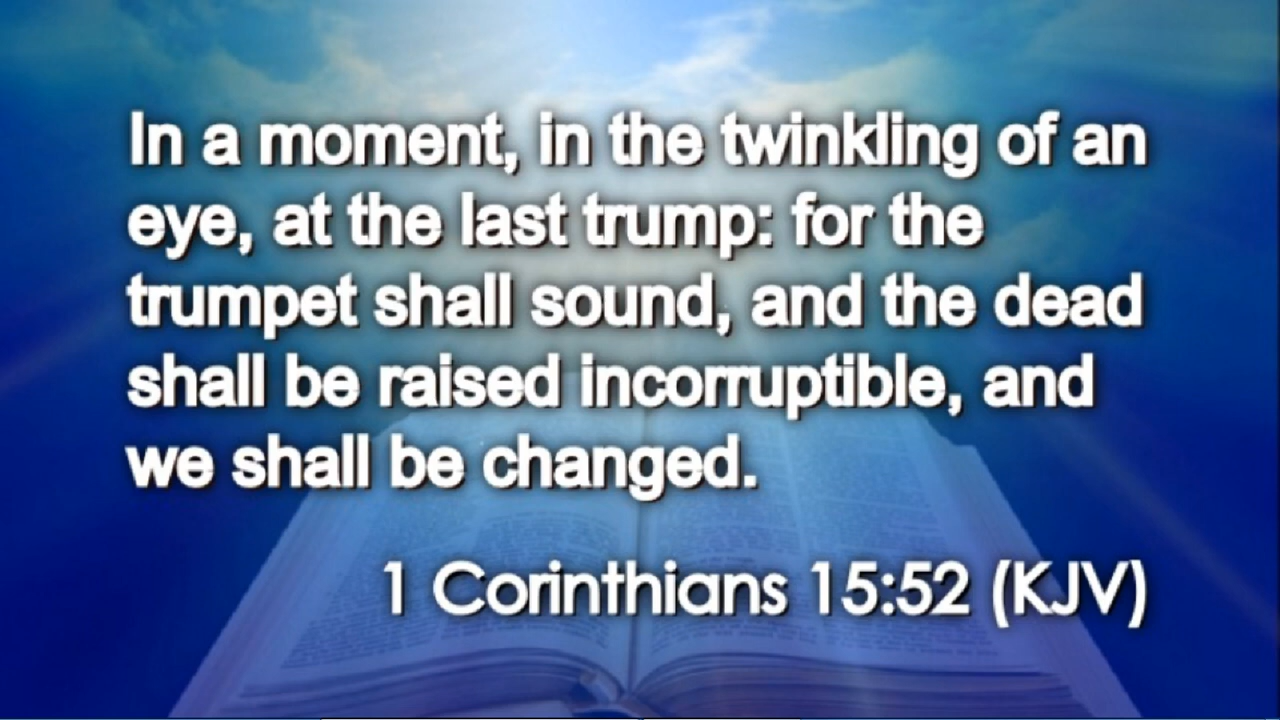 In a moment, in the twinkling of an
eye, at the last trump: for the
trumpet shall sound, and the dead
shall be raised incorruptible, and
we shall be changed.
1 Corinthians 15:52 (KJV)